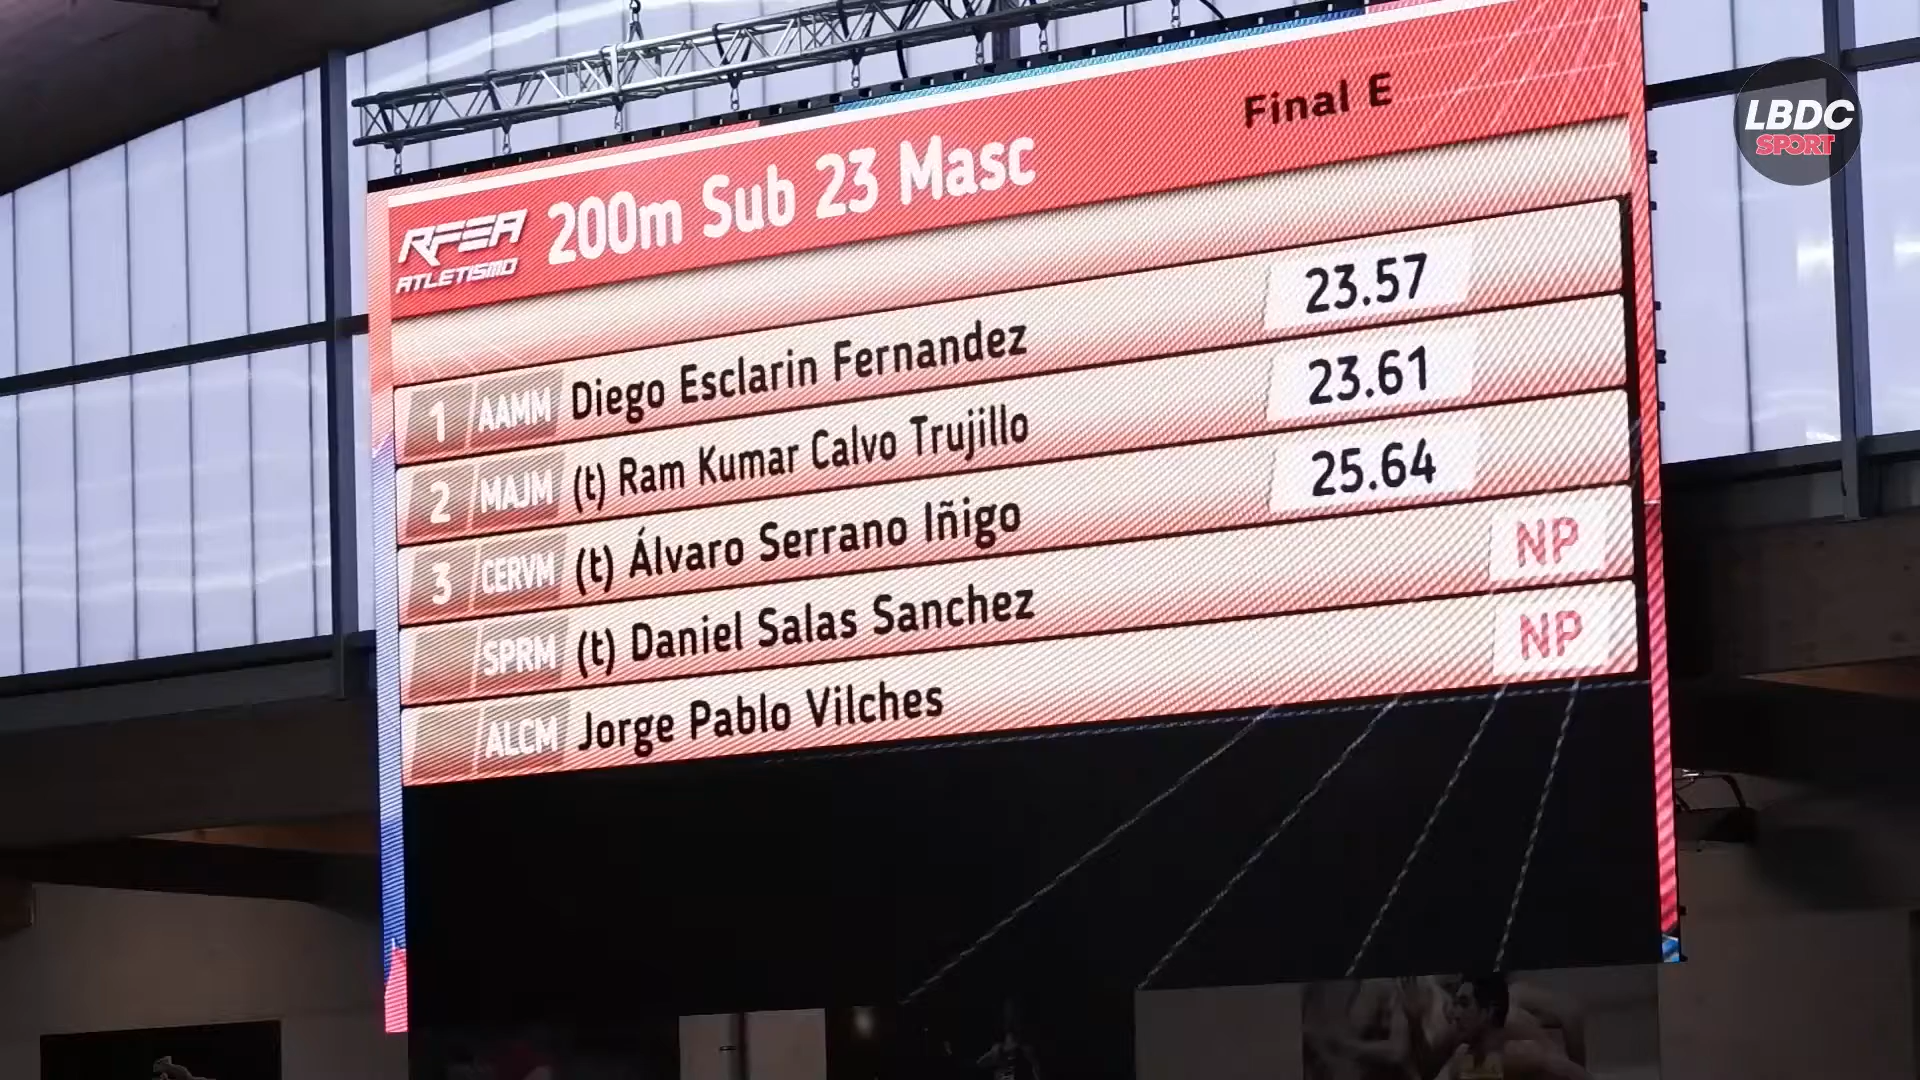 Final E
LBDC
SPORT
RFEA
ATLETISMO
200m Sub 23 Masc
1 AAMM Diego Esclarin Fernandez 23.57
2 MAJM (t) Ram Kumar Calvo Trujillo 23.61
3 CERVM (t) Álvaro Serrano Iñigo 25.64
SPRM (t) Daniel Salas Sanchez NP
ALCM Jorge Pablo Vilches NP